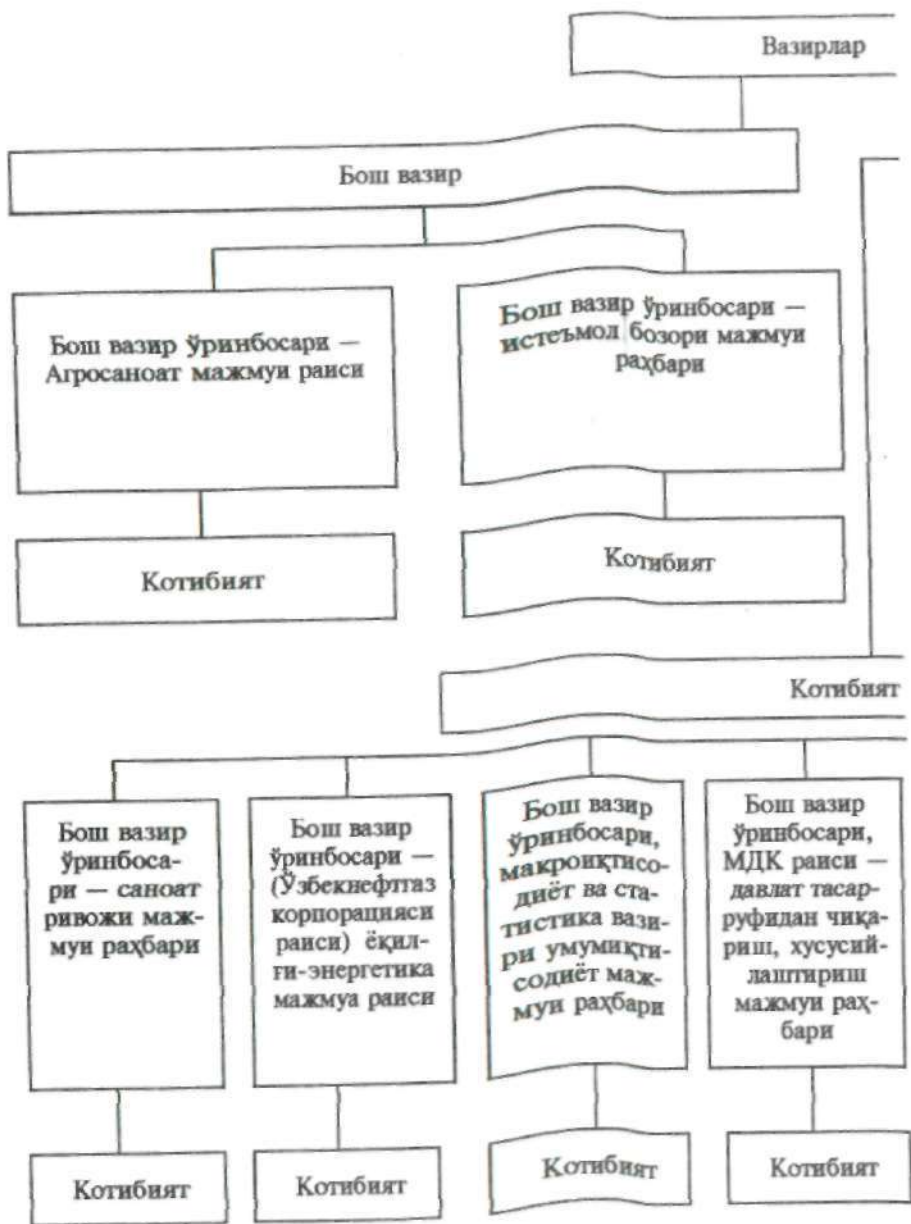 Вазирлар
Бош вазир
Бош вазир ўринбосари —
Агросаноат мажмуи раиси
Бош вазир ўринбосари —
истеъмол бозори мажмуи
раҳбари
Котибият
Котибият
Котибият
Бош вазир
ўринбоса-
ри — саноат
ривожи маж-
муи раҳбари
Бош вазир
ўринбосари —
(Ўзбекнефтгаз
корпорацияси
раиси) ёқил-
ғи-энергетика
мажмуа раиси
Бош вазир
ўринбосари,
макроиқтисо-
диёт ва ста-
тистика вази-
ри умумиқти-
содиёт маж-
муи раҳбари
Бош вазир
ўринбосари,
МДК раиси —
давлат тасар-
руфидан чиқа-
риш, хусусий-
лаштириш
мажмуи раҳ-
бари
Котибият
Котибият
Котибият
Котибият